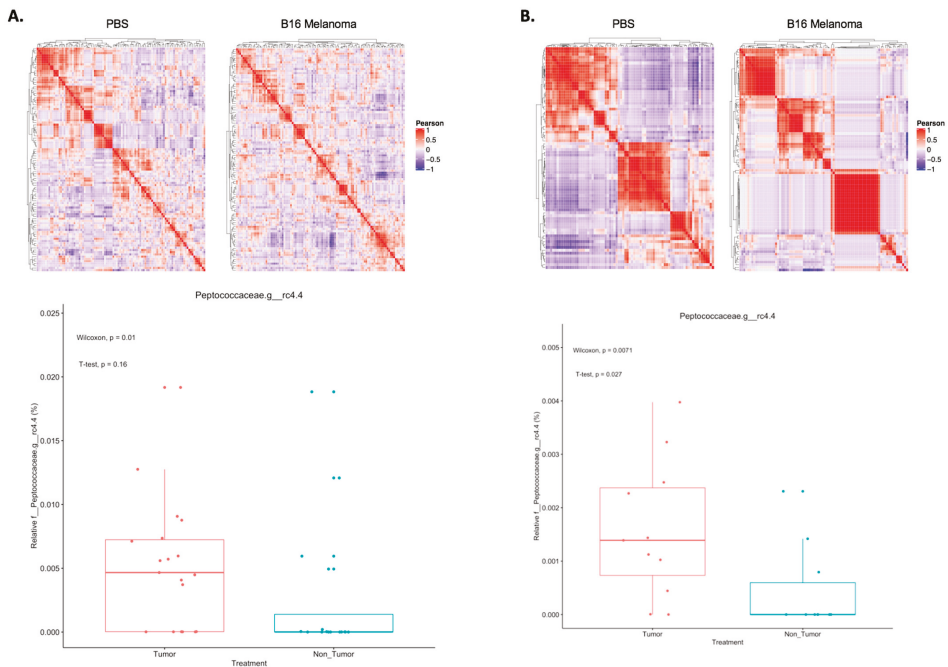 A.
PBS
B16 Melanoma
Pearson
1
0.5
0
−0.5
−1
Peptococcaceae.g__rc4.4
Wilcoxon, p = 0.01
T-test, p = 0.16
0.025
0.020
0.015
0.010
0.005
0.000
Relative f__Peptococcaceae.g__rc4.4 (%)
Tumor
Non_Tumor
Treatment
B.
PBS
B16 Melanoma
Pearson
1
0.5
0
−0.5
−1
Peptococcaceae.g__rc4.4
Wilcoxon, p = 0.0071
T-test, p = 0.027
0.005
0.004
0.003
0.002
0.001
0.000
Relative f__Peptococcaceae.g__rc4.4 (%)
Tumor
Non_Tumor
Treatment